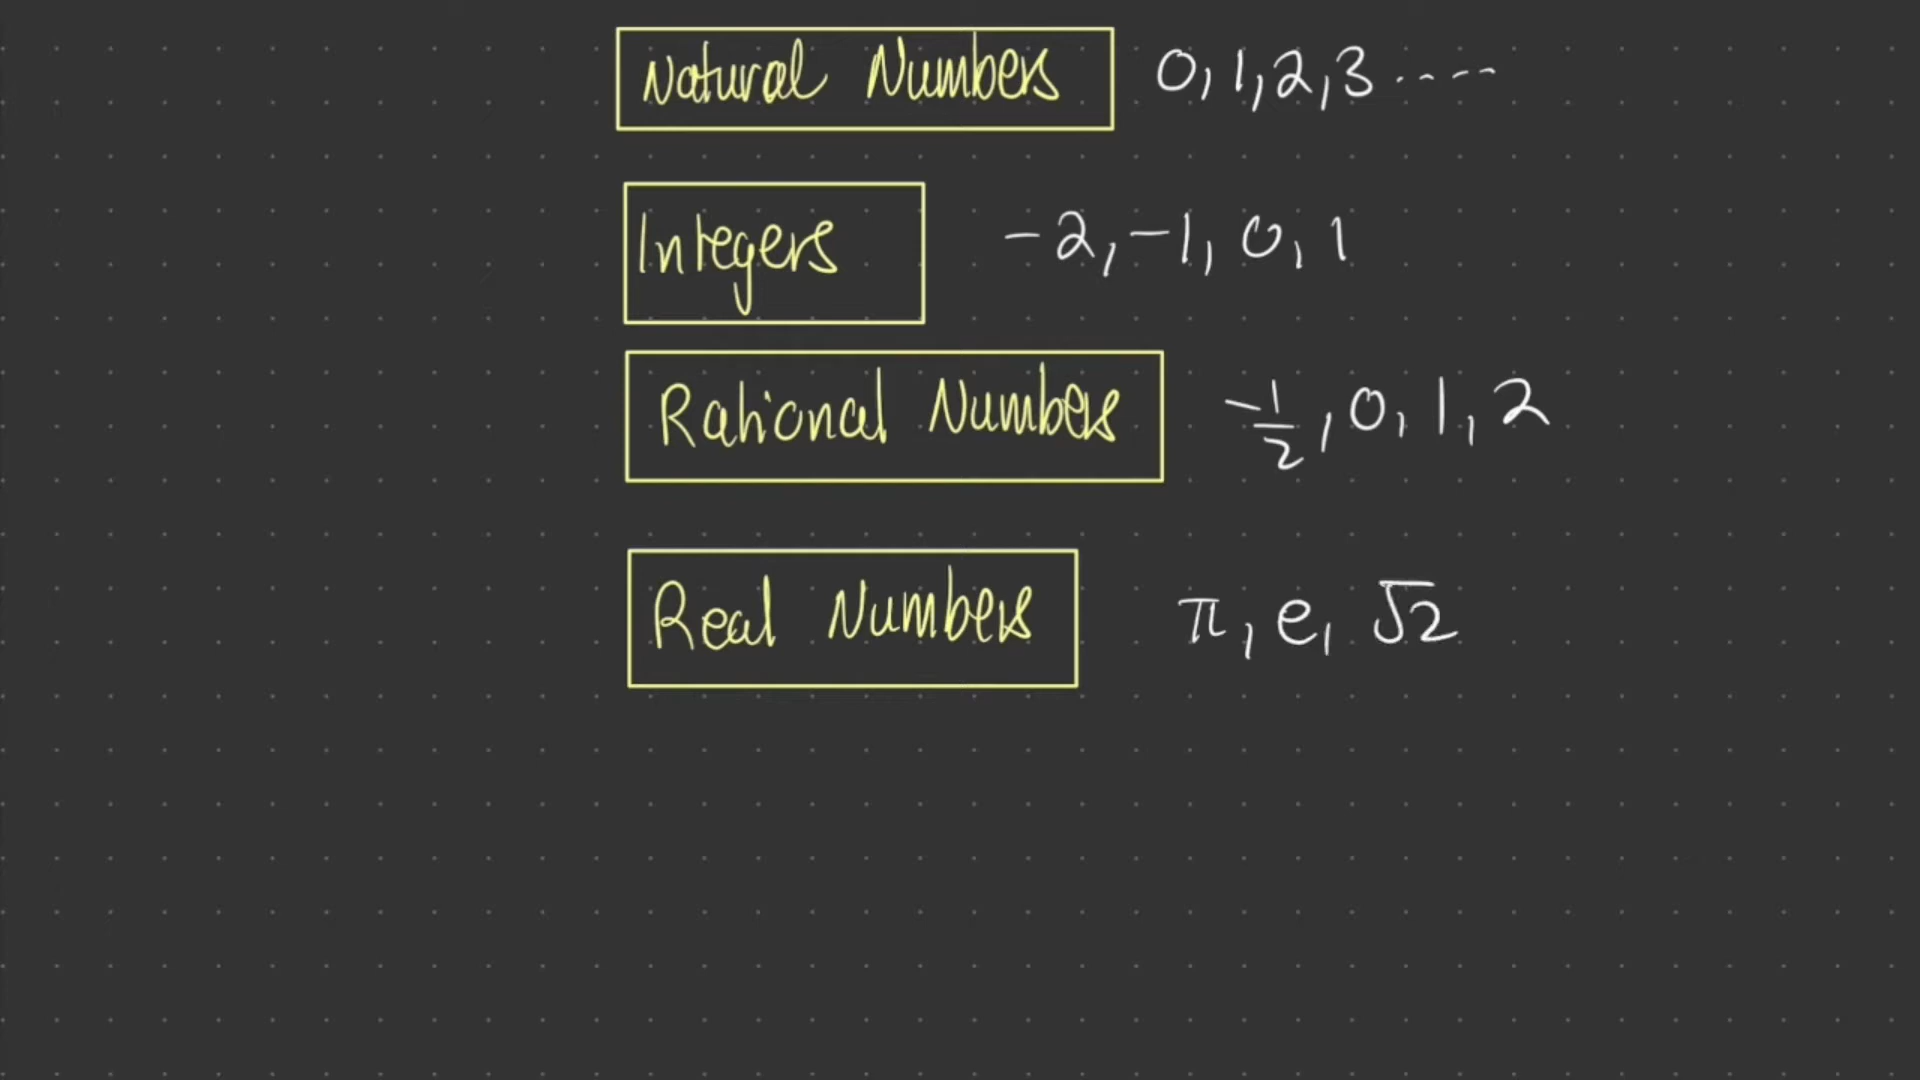 Natural Numbers 0, 1, 2, 3 ....
Integers -2, -1, 0, 1
Rational Numbers -1/2, 0, 1, 2
Real Numbers π, e, √2